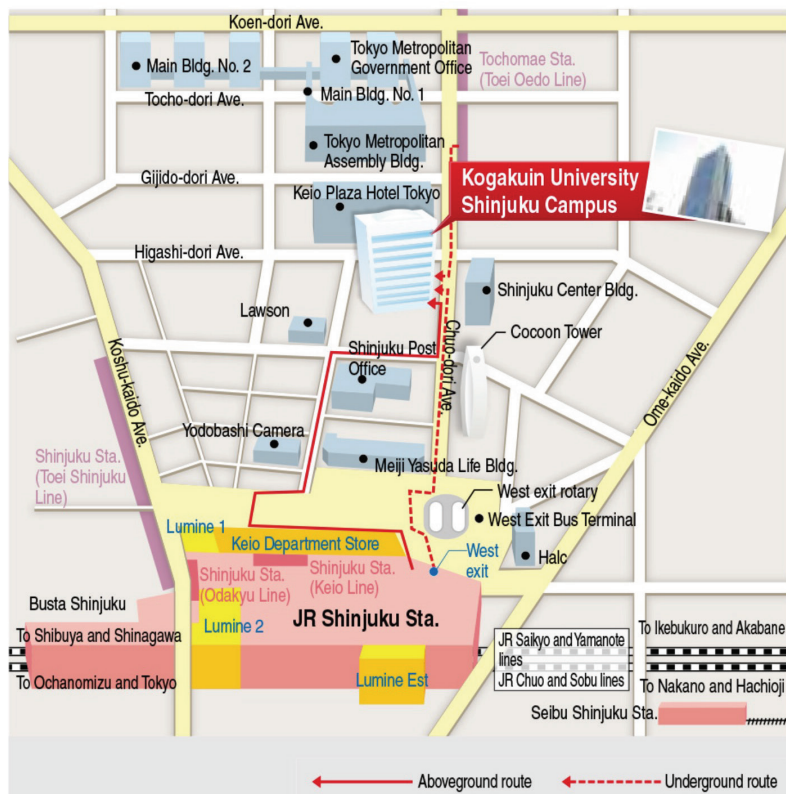 Koen-dori Ave.
Main Bldg. No. 2
Tokyo Metropolitan
Government Office
Tochomae Sta.
(Toei Oedo Line)
Main Bldg. No. 1
Tocho-dori Ave.
Tokyo Metropolitan
Assembly Bldg.
Gijido-dori Ave.
Kogakuin University
Shinjuku Campus
Keio Plaza Hotel Tokyo
Higashi-dori Ave.
Shinjuku Center Bldg.
Lawson
Cocoon Tower
Koshu-kaido Ave.
Shinjuku Post
Office
Chuo-dori Ave.
Ome-kaido Ave.
Yodobashi Camera
Shinjuku Sta.
(Toei Shinjuku
Line)
Meiji Yasuda Life Bldg.
West exit rotary
West Exit Bus Terminal
Lumine 1
Keio Department Store
West
exit
Halc
Shinjuku Sta.
(Odakyu Line)
Shinjuku Sta.
(Keio Line)
Busta Shinjuku
Lumine 2
JR Shinjuku Sta.
To Shibuya and Shinagawa
JR Saikyo and Yamanote
lines
To Ikebukuro and Akabane
To Ochanomizu and Tokyo
Lumine Est
JR Chuo and Sobu lines
To Nakano and Hachioji
Seibu Shinjuku Sta.
Aboveground route
Underground route